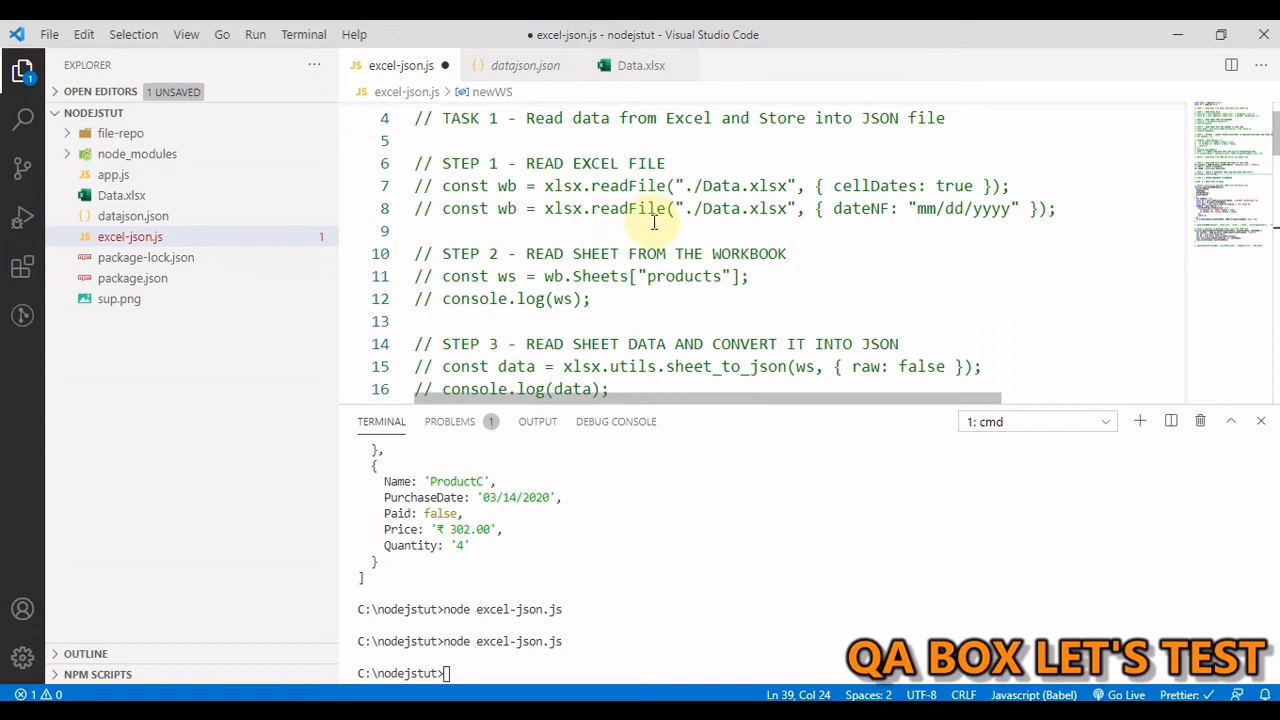 File Edit Selection View Go Run Terminal Help
● excel-json.js - nodejstut - Visual Studio Code
EXPLORER
OPEN EDITORS 1 UNSAVED
NODEJSTUT
file-repo
node_modules
JS app.js
Data.xlsx
{} datajson.json
JS excel-json.js 1
{} package-lock.json
{} package.json
sup.png
OUTLINE
NPM SCRIPTS
1
JS excel-json.js ●
{} datajson.json
Data.xlsx
JS excel-json.js > newWS
4 // TASK 1 - Read data from Excel and Store into JSON file
5
6 // STEP READ EXCEL FILE
7 // const wb = xlsx.readFile("./Data.xlsx", { cellDates: true });
8 // const wb = xlsx.readFile("./Data.xlsx", { dateNF: "mm/dd/yyyy" });
9
10 // STEP READ SHEET FROM THE WORKBOOK
11 // const ws = wb.Sheets["products"];
12 // console.log(ws);
13
14 // STEP 3 - READ SHEET DATA AND CONVERT IT INTO JSON
15 // const data = xlsx.utils.sheet_to_json(ws, { raw: false });
16 // console.log(data);
TERMINAL PROBLEMS 1 OUTPUT DEBUG CONSOLE 1: cmd
},
{
Name: 'ProductC',
PurchaseDate: '03/14/2020',
Paid: false,
Price: '₹ 302.00',
Quantity: '4'
}
]
C:\nodejstut>node excel-json.js
C:\nodejstut>node excel-json.js
C:\nodejstut>
QA BOX LET'S TEST
1 0 Ln 39, Col 24 Spaces: 2 UTF-8 CRLF Javascript (Babel) Go Live Prettier: ✓